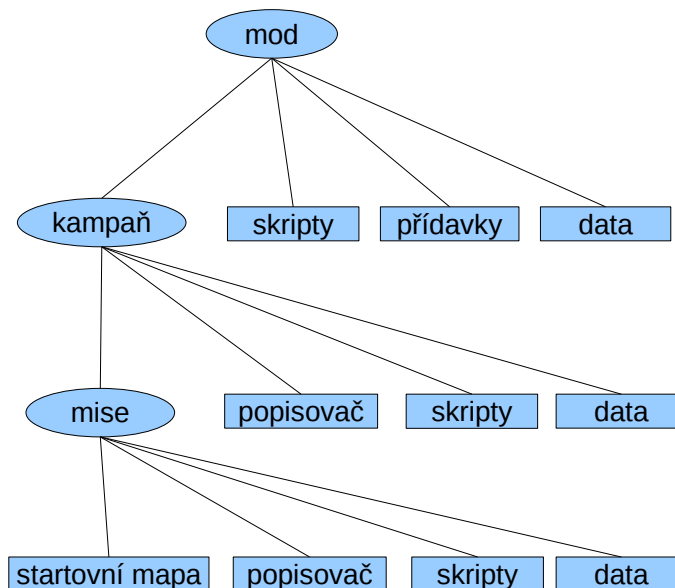 mod
kampaň
skripty
přídavky
data
mise
popisovač
skripty
data
startovní mapa
popisovač
skripty
data